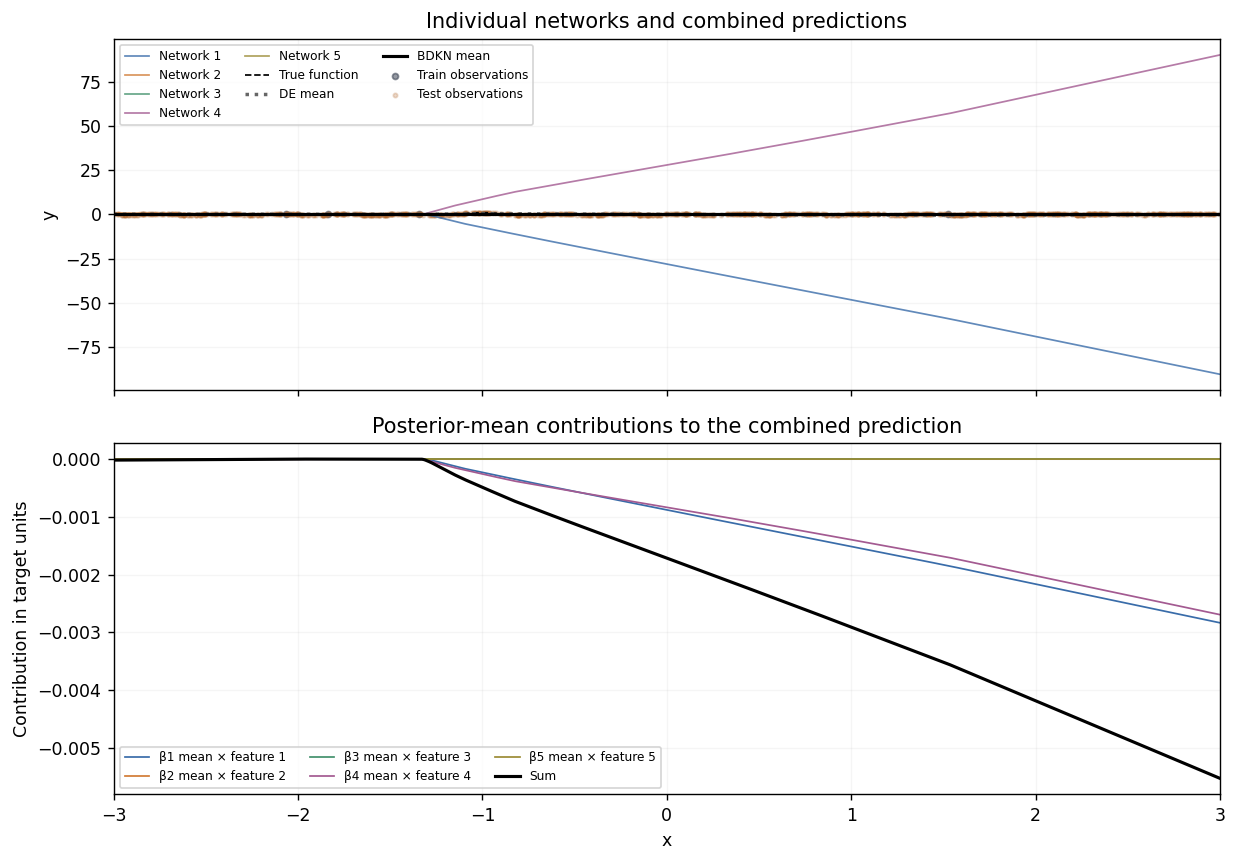 Individual networks and combined predictions
Network 1
Network 2
Network 3
Network 4
Network 5
True function
DE mean
BDKN mean
Train observations
Test observations
75
50
25
0
−25
−50
−75
y
Posterior-mean contributions to the combined prediction
0.000
−0.001
−0.002
−0.003
−0.004
−0.005
Contribution in target units
β1 mean × feature 1
β2 mean × feature 2
β3 mean × feature 3
β4 mean × feature 4
β5 mean × feature 5
Sum
−3 −2 −1 0 1 2 3
x